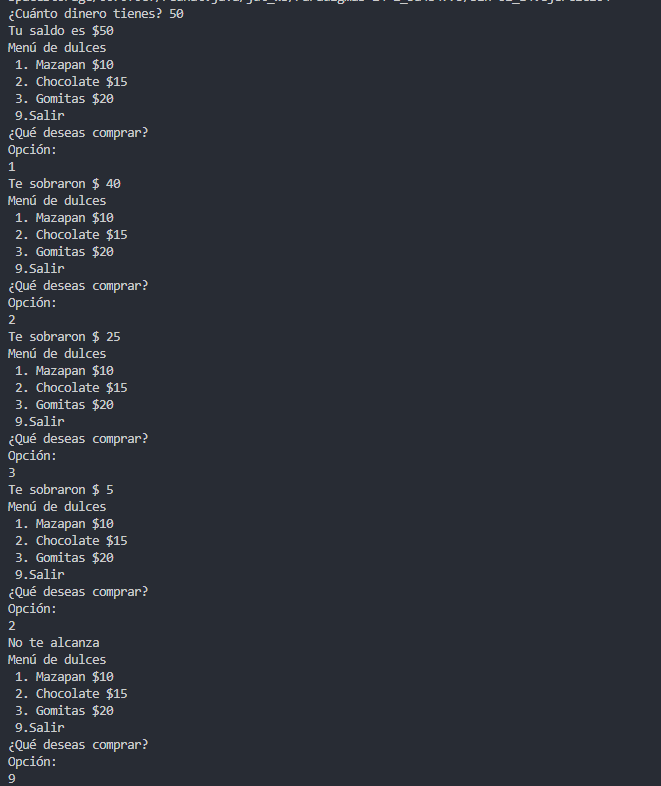 ¿Cuánto dinero tienes? 50
Tu saldo es $50
Menú de dulces
 1. Mazapan $10
 2. Chocolate $15
 3. Gomitas $20
 9.Salir
¿Qué deseas comprar?
Opción:
1
Te sobraron $ 40
Menú de dulces
 1. Mazapan $10
 2. Chocolate $15
 3. Gomitas $20
 9.Salir
¿Qué deseas comprar?
Opción:
2
Te sobraron $ 25
Menú de dulces
 1. Mazapan $10
 2. Chocolate $15
 3. Gomitas $20
 9.Salir
¿Qué deseas comprar?
Opción:
3
Te sobraron $ 5
Menú de dulces
 1. Mazapan $10
 2. Chocolate $15
 3. Gomitas $20
 9.Salir
¿Qué deseas comprar?
Opción:
2
No te alcanza
Menú de dulces
 1. Mazapan $10
 2. Chocolate $15
 3. Gomitas $20
 9.Salir
¿Qué deseas comprar?
Opción:
9